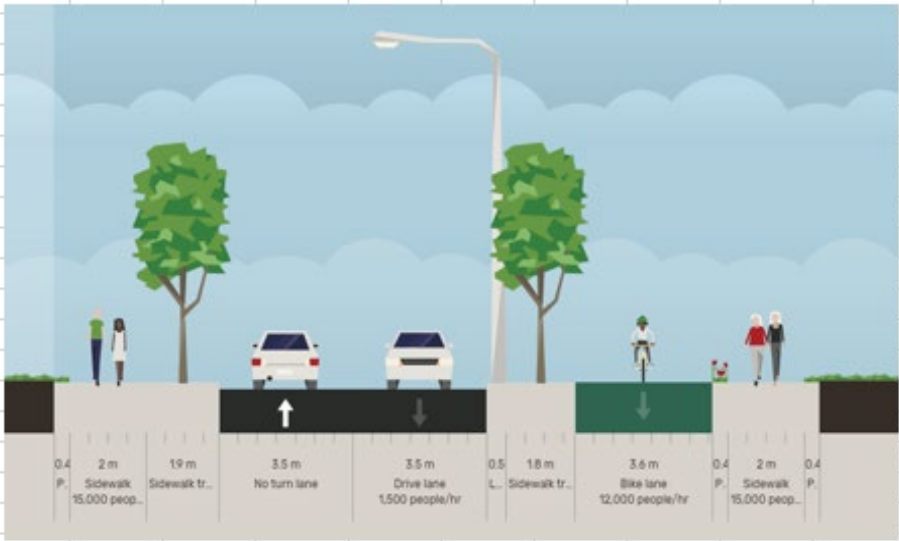 0.4
P.
2 m
Sidewalk
15,000 peop...
1.9 m
Sidewalk tr...
3.5 m
No turn lane
3.5 m
Drive lane
1,500 people/hr
0.5
L...
1.8 m
Sidewalk tr...
3.6 m
Bike lane
12,000 people/hr
0.4
P.
2 m
Sidewalk
15,000 peop...
0.4
P.